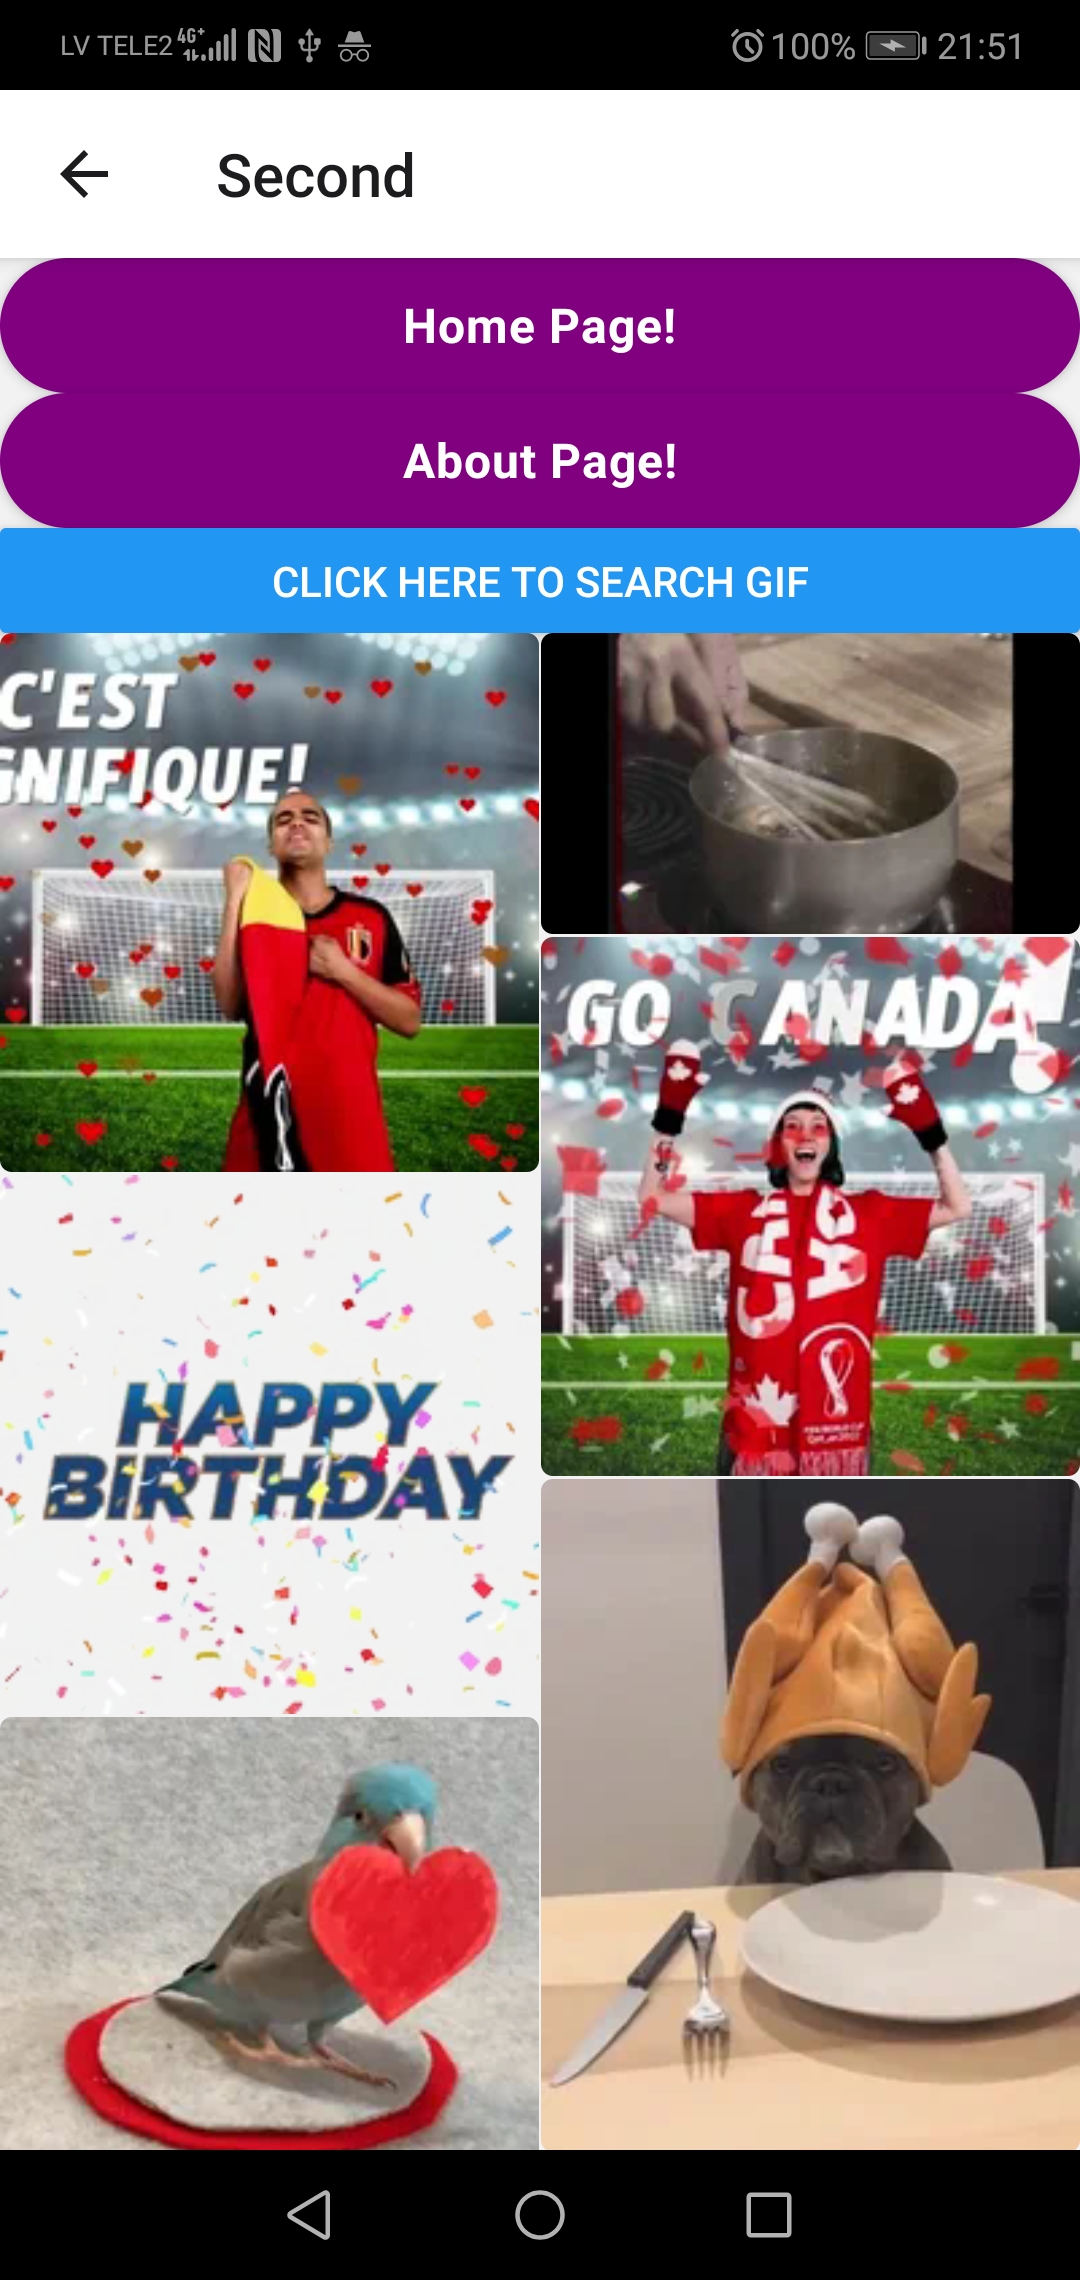 LV TELE2 4G+ 100% 21:51
Second
Home Page!
About Page!
CLICK HERE TO SEARCH GIF
C'EST
GNIFIQUE!
GO CANADA!
HAPPY
BIRTHDAY